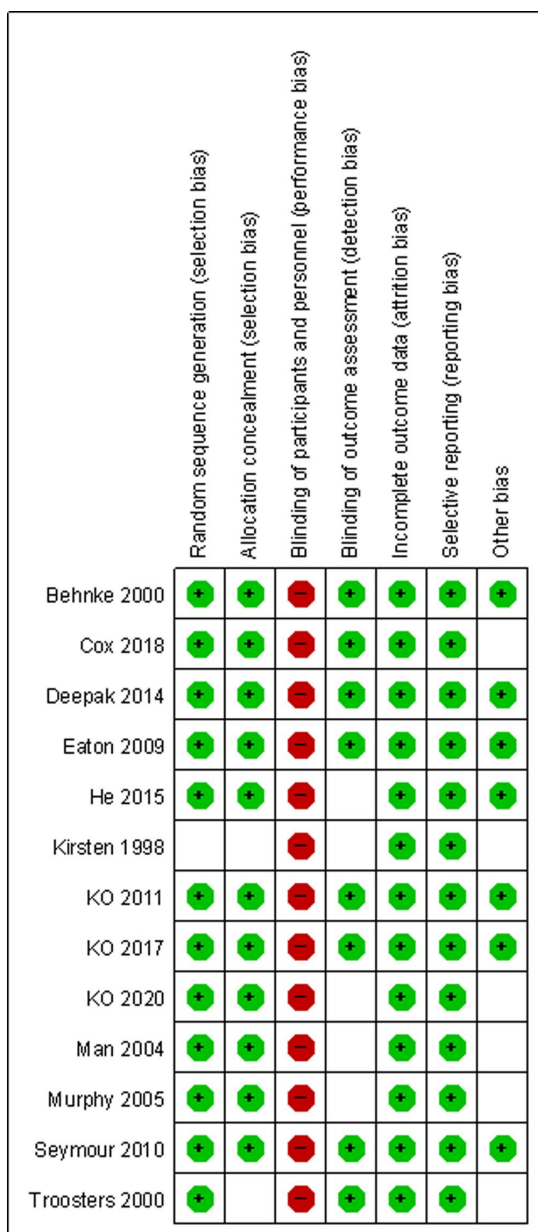 Random sequence generation (selection bias)
Allocation concealment (selection bias)
Blinding of participants and personnel (performance bias)
Blinding of outcome assessment (detection bias)
Incomplete outcome data (attrition bias)
Selective reporting (reporting bias)
Other bias
Behnke 2000 + + − + + + +
Cox 2018 + + − + + +
Deepak 2014 + + − + + + +
Eaton 2009 + + − + + + +
He 2015 + + − + + +
Kirsten 1998 − + +
KO 2011 + + − + + + +
KO 2017 + + − + + + +
KO 2020 + + − + +
Man 2004 + + − + +
Murphy 2005 + + − + +
Seymour 2010 + + − + + + +
Troosters 2000 + − + + +